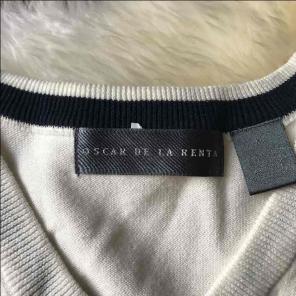 OSCAR DE LA RENTA